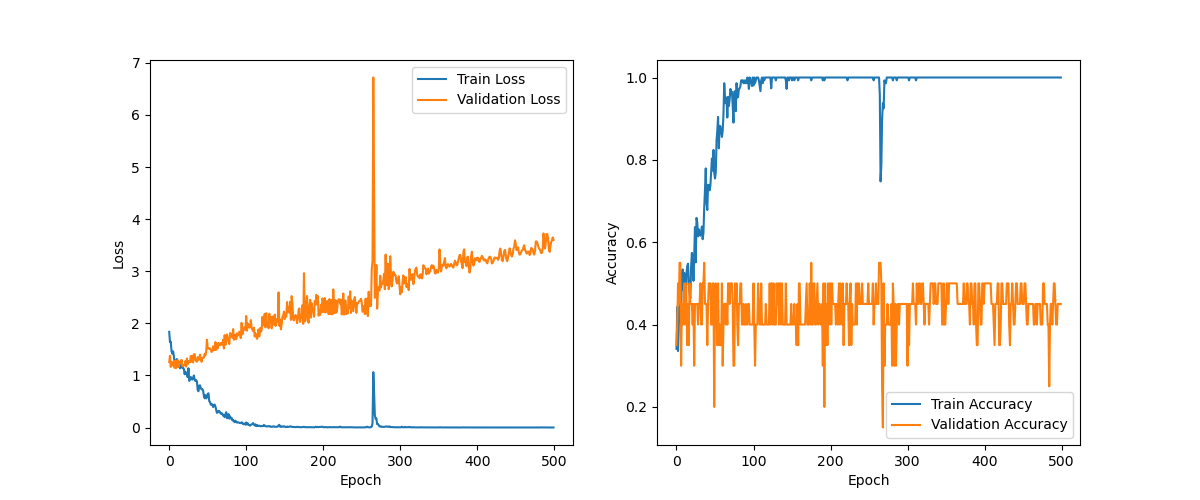 7
6
5
4
3
2
1
0
Loss
0 100 200 300 400 500
Epoch
Train Loss
Validation Loss
1.0
0.8
0.6
0.4
0.2
Accuracy
0 100 200 300 400 500
Epoch
Train Accuracy
Validation Accuracy